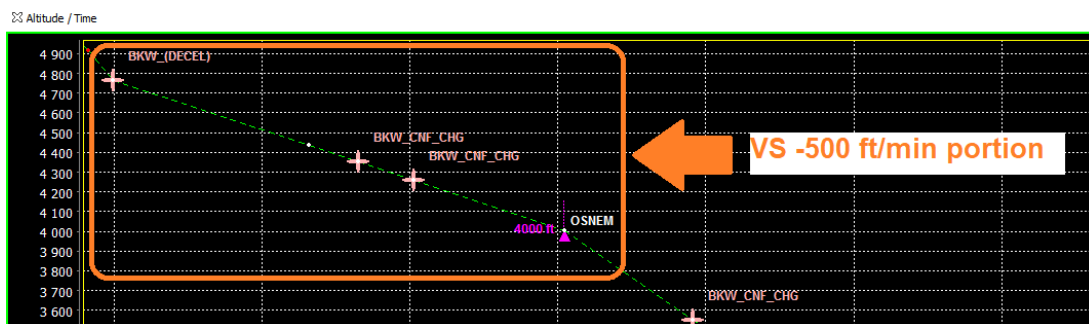 Altitude / Time
4 900
BKW_(DECEL)
4 800
4 700
4 600
4 500
BKW_CNF_CHG
4 400
BKW_CNF_CHG
VS -500 ft/min portion
4 300
4 200
4 100
OSNEM
4000 ft
4 000
3 900
3 800
3 700
BKW_CNF_CHG
3 600